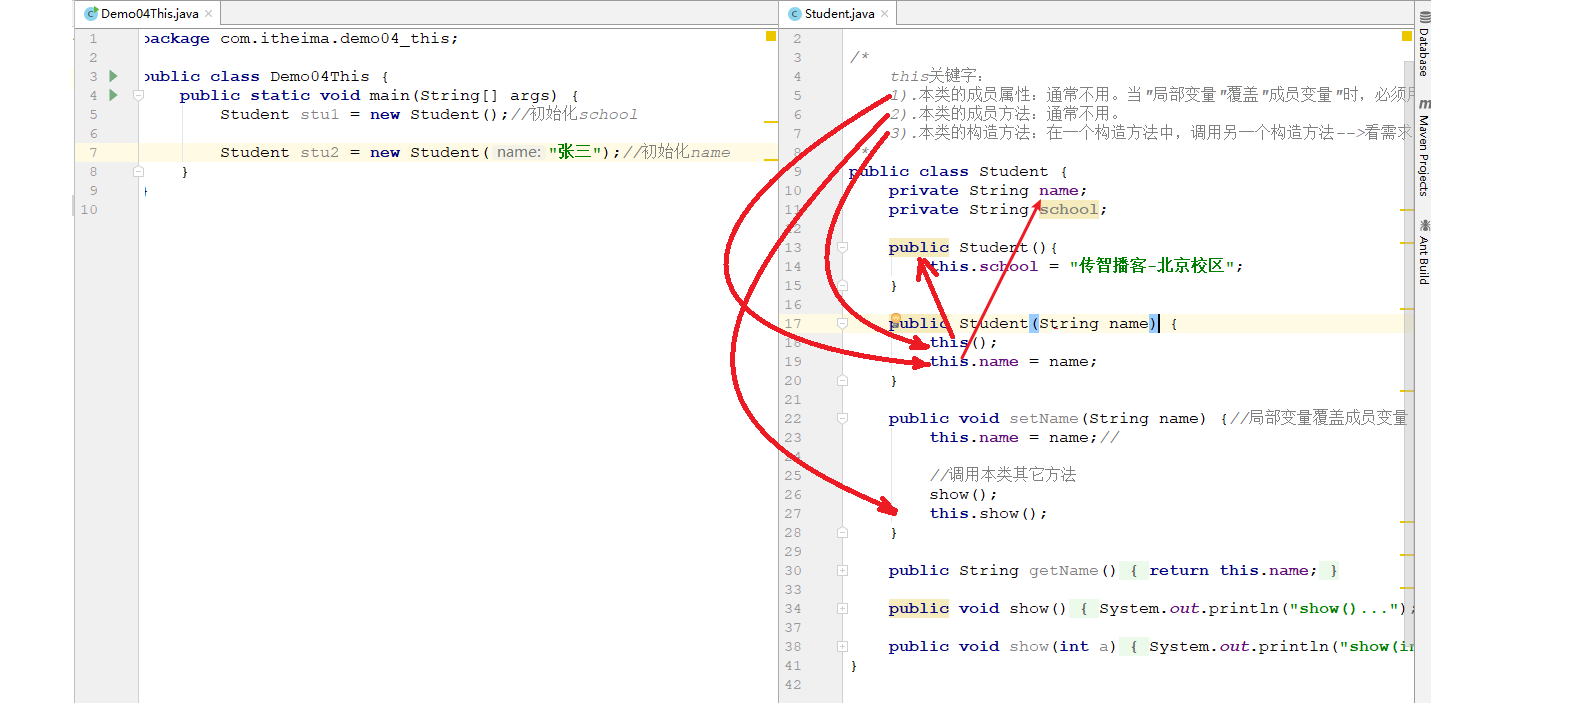 Demo04This.java
1 package com.itheima.demo04_this;
2
3 public class Demo04This {
4 public static void main(String[] args) {
5 Student stu1 = new Student();//初始化school
6
7 Student stu2 = new Student( name: "张三");//初始化name
8 }
9 }
10
Student.java
2
3 /*
4 this关键字:
5 1).本类的成员属性: 通常不用。当"局部变量"覆盖"成员变量"时, 必须
6 2).本类的成员方法: 通常不用。
7 3).本类的构造方法: 在一个构造方法中, 调用另一个构造方法-->看需求
8 *
9 public class Student {
10 private String name;
11 private String school;
12
13 public Student(){
14 this.school = "传智播客-北京校区";
15 }
16
17 public Student(String name) {
18 this();
19 this.name = name;
20 }
21
22 public void setName(String name) {//局部变量覆盖成员变量
23 this.name = name;//
24
25 //调用本类其它方法
26 show();
27 this.show();
28 }
29
30 public String getName() { return this.name; }
33
34 public void show() { System.out.println("show()...");
37
38 public void show(int a) { System.out.println("show(in
41 }
42
Database
Maven Projects
Ant Build